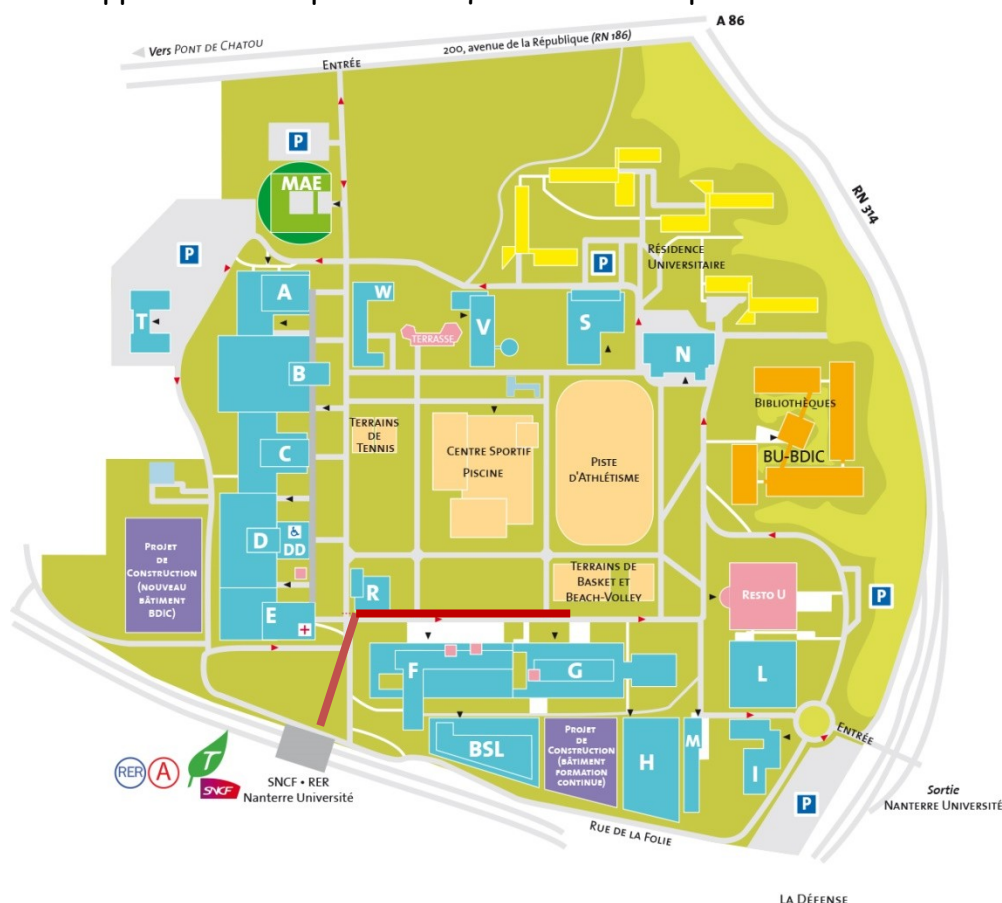 A 86
Vers PONT DE CHATOU
200, avenue de la République (RN 186)
ENTRÉE
P
MAE
RN 314
P
RÉSIDENCE
UNIVERSITAIRE
P
A
W
T
V
S
TERRASSE
N
B
BIBLIOTHÈQUES
TERRAINS
DE
TENNIS
CENTRE SPORTIF
PISCINE
PISTE
D'ATHLÉTISME
BU-BDIC
C
D
DD
PROJET
DE
CONSTRUCTION
(NOUVEAU
BÂTIMENT
BDIC)
TERRAINS DE
BASKET ET
BEACH-VOLLEY
R
RESTO U
P
E
F
G
L
BSL
PROJET
DE
CONSTRUCTION
(BÂTIMENT
FORMATION
CONTINUE)
H
M
I
ENTRÉE
RER
A
T
SNCF
SNCF • RER
Nanterre Université
Sortie
NANTERRE UNIVERSITÉ
P
RUE DE LA FOLIE
LA DÉFENSE